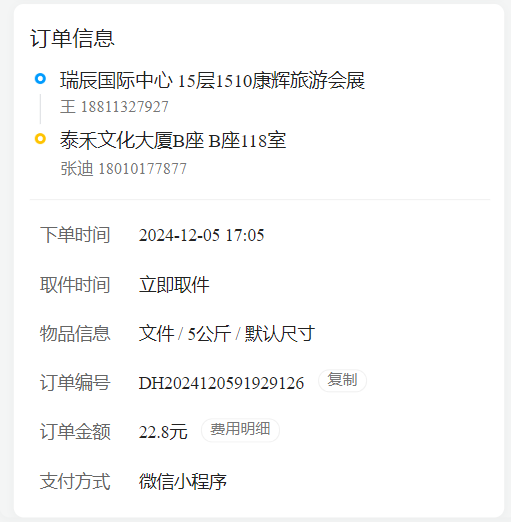 订单信息
瑞辰国际中心 15层1510康辉旅游会展
王 18811327927
泰禾文化大厦B座 B座118室
张迪 18010177877
下单时间 2024-12-05 17:05
取件时间 立即取件
物品信息 文件 / 5公斤 / 默认尺寸
订单编号 DH2024120591929126 复制
订单金额 22.8元 费用明细
支付方式 微信小程序